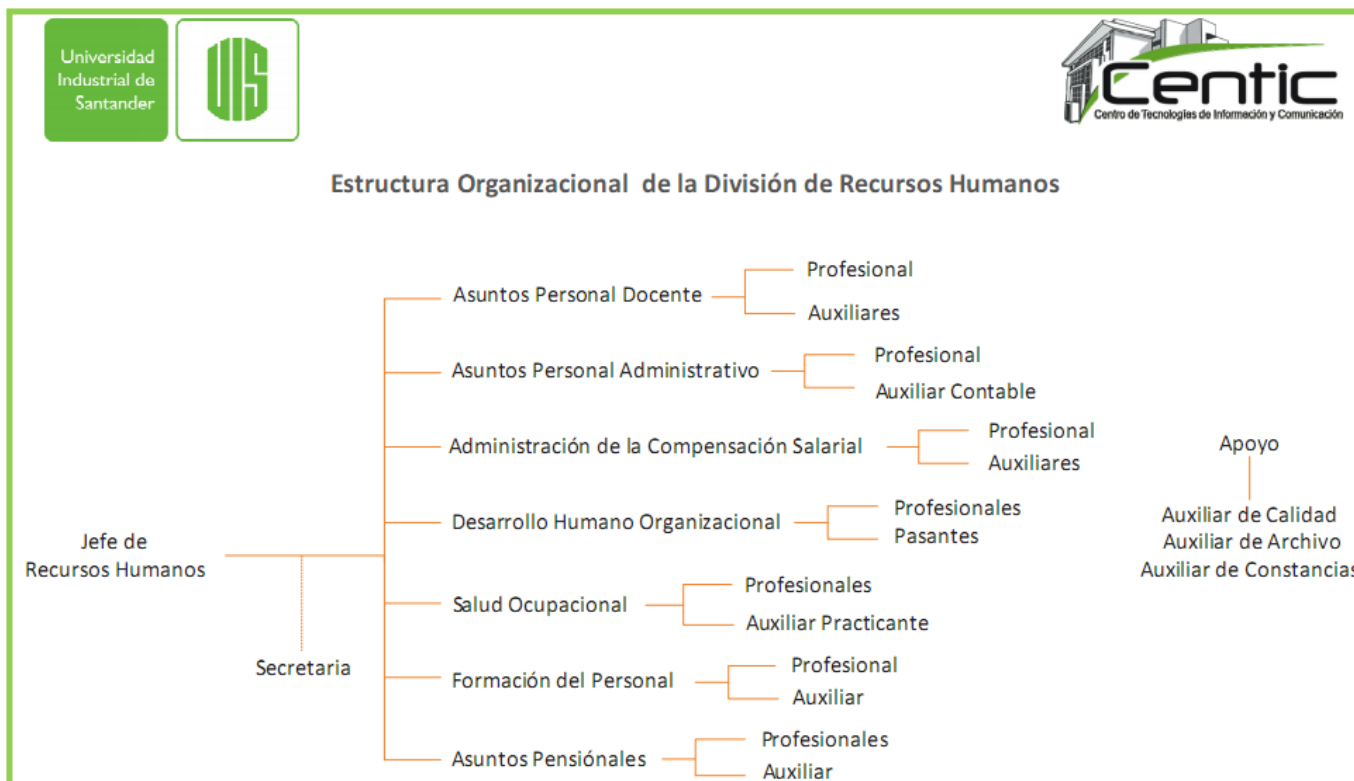 Universidad
Industrial de
Santander
UIS
Centic
Centro de Tecnologías de Información y Comunicación
Estructura Organizacional de la División de Recursos Humanos
Jefe de
Recursos Humanos
Secretaria
Asuntos Personal Docente
Profesional
Auxiliares
Asuntos Personal Administrativo
Profesional
Auxiliar Contable
Administración de la Compensación Salarial
Profesional
Auxiliares
Desarrollo Humano Organizacional
Profesionales
Pasantes
Salud Ocupacional
Profesionales
Auxiliar Practicante
Formación del Personal
Profesional
Auxiliar
Asuntos Pensiónales
Profesionales
Auxiliar
Apoyo
Auxiliar de Calidad
Auxiliar de Archivo
Auxiliar de Constancias